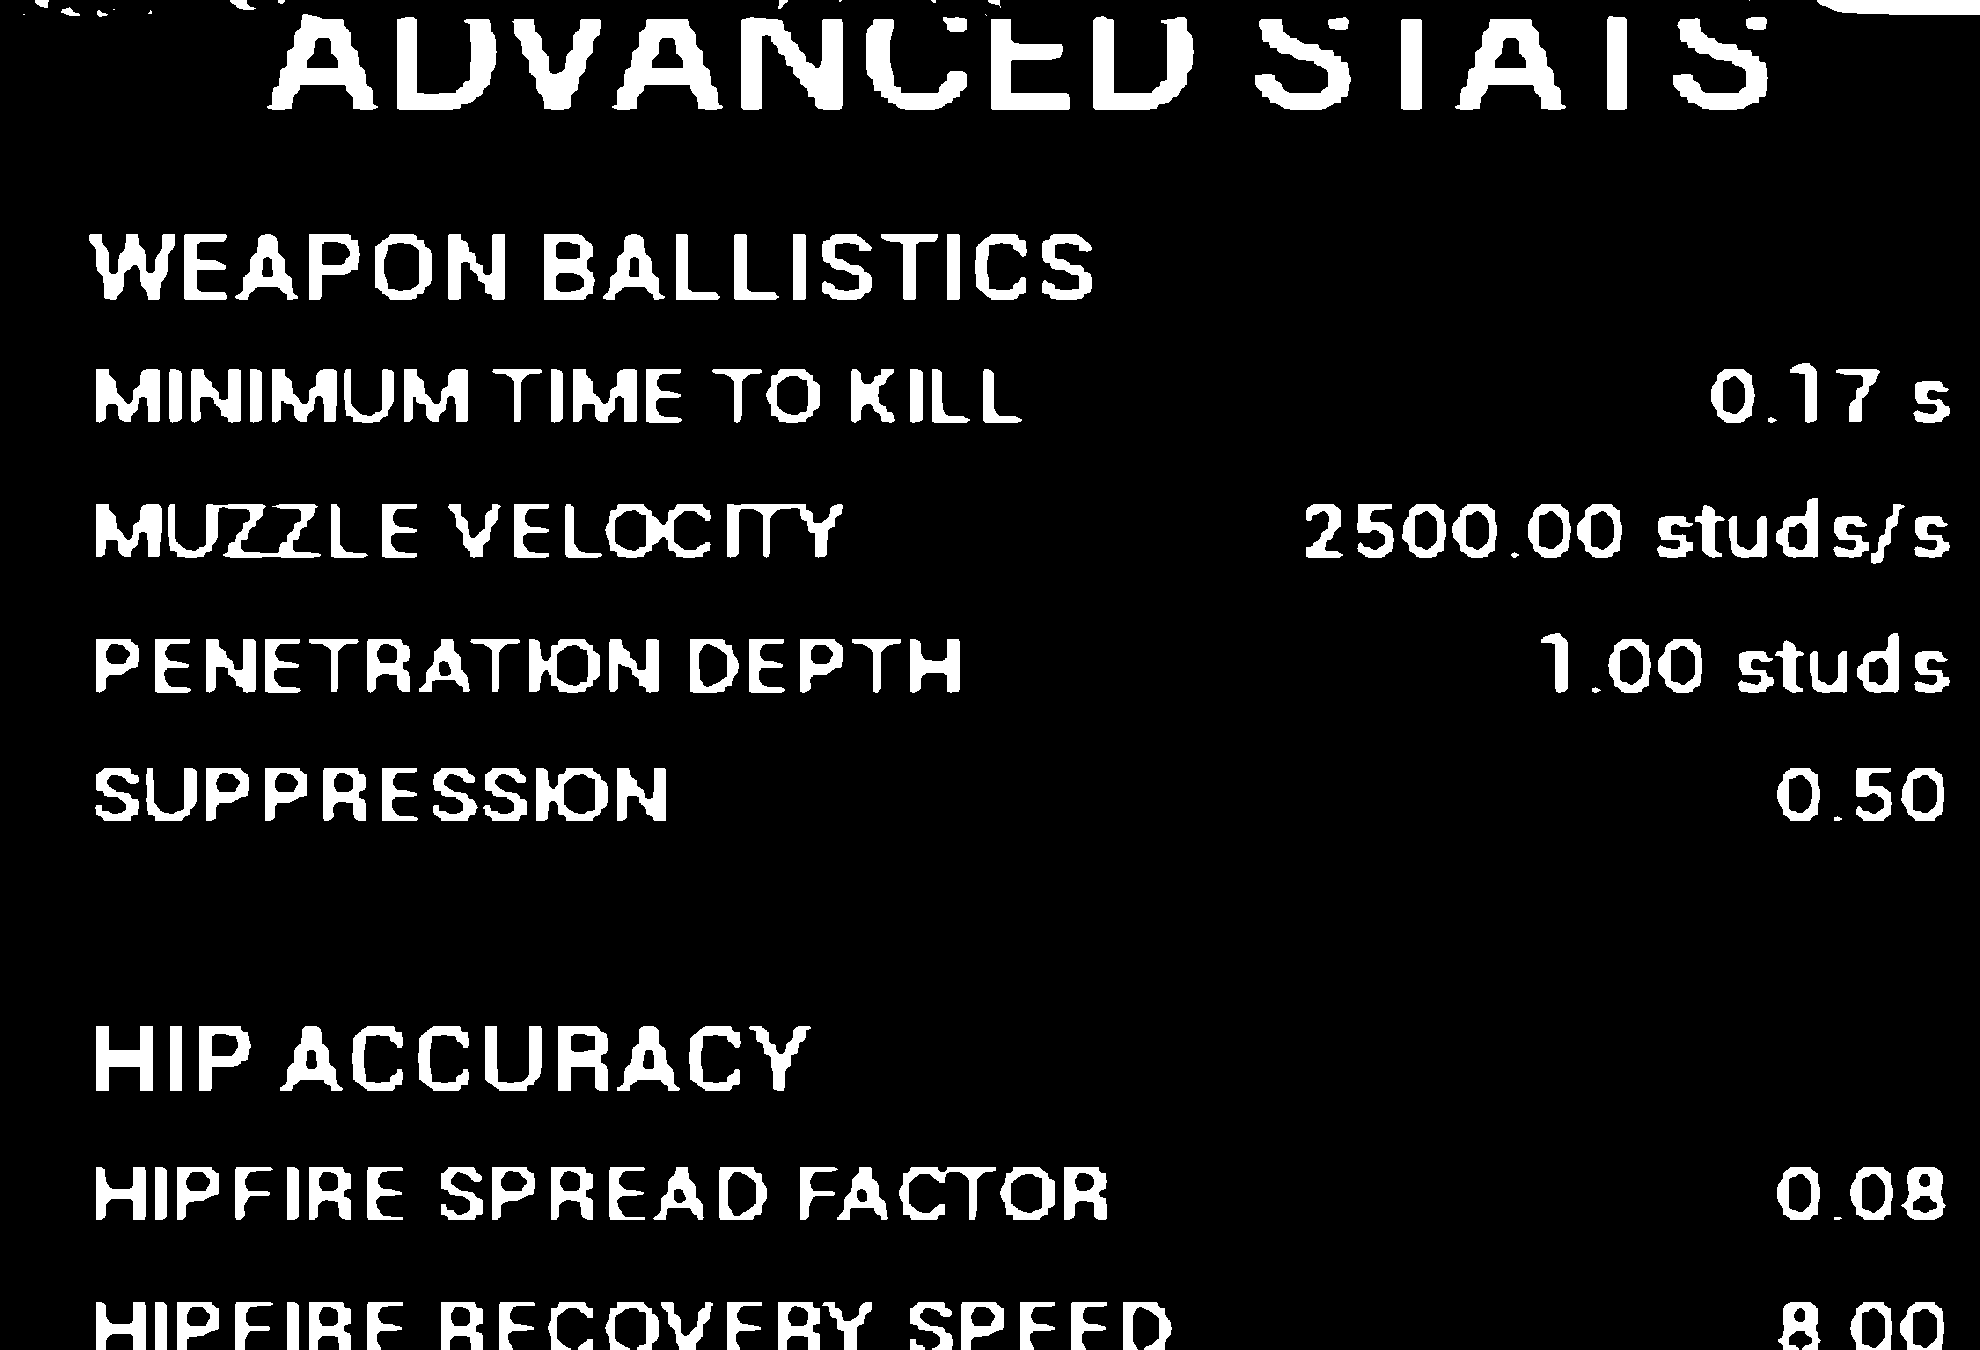 ADVANCED STATS
WEAPON BALLISTICS
MINIMUM TIME TO KILL 0.17 s
MUZZLE VELOCITY 2500.00 studs/s
PENETRATION DEPTH 1.00 studs
SUPPRESSION 0.50
HIP ACCURACY
HIPFIRE SPREAD FACTOR 0.08
HIPFIRE RECOVERY SPEED 8.00